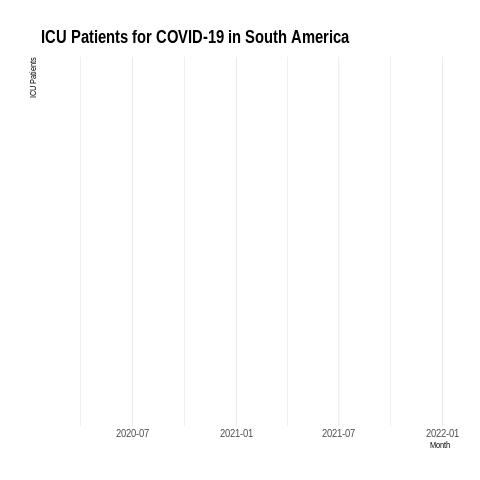 ICU Patients for COVID-19 in South America
ICU Patients
2020-07
2021-01
2021-07
2022-01
Month